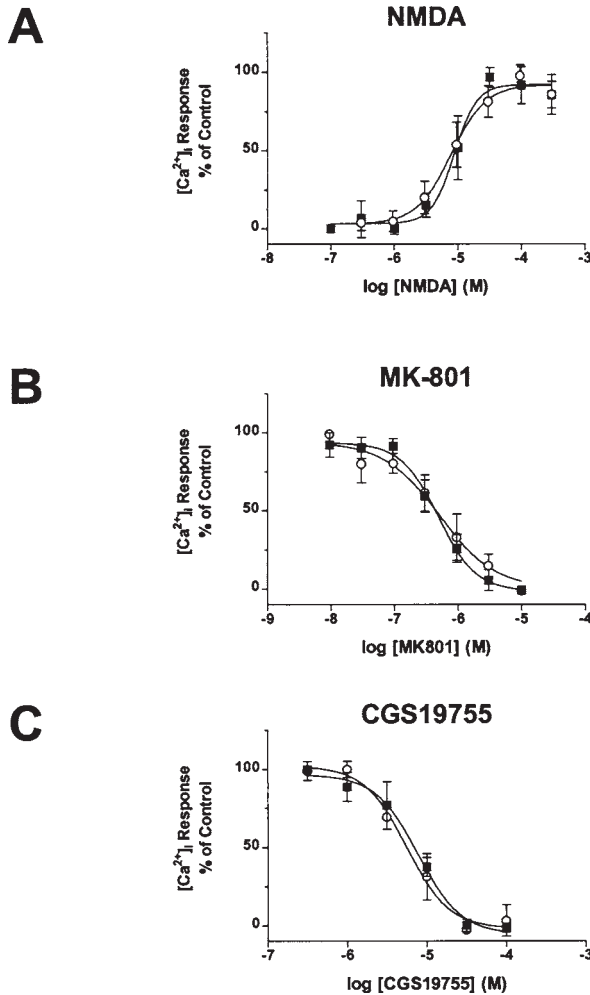 A
NMDA
[Ca²⁺]ᵢ Response
% of Control
100
50
0
-8 -7 -6 -5 -4 -3
log [NMDA] (M)
B
MK-801
[Ca²⁺]ᵢ Response
% of Control
100
50
0
-9 -8 -7 -6 -5 -4
log [MK801] (M)
C
CGS19755
[Ca²⁺]ᵢ Response
% of Control
100
50
0
-7 -6 -5 -4 -3
log [CGS19755] (M)